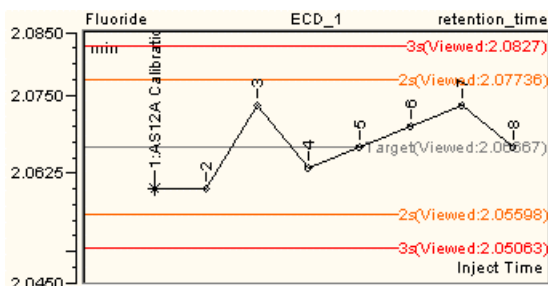 Fluoride ECD_1 retention_time
2.0850
min
3s(Viewed:2.0827)
2s(Viewed:2.07736)
2.0750
1:AS12A Calibratio
2
3
4
5
6
7
8
Target(Viewed:2.06667)
2.0625
2s(Viewed:2.05598)
3s(Viewed:2.05063)
Inject Time
2.0450